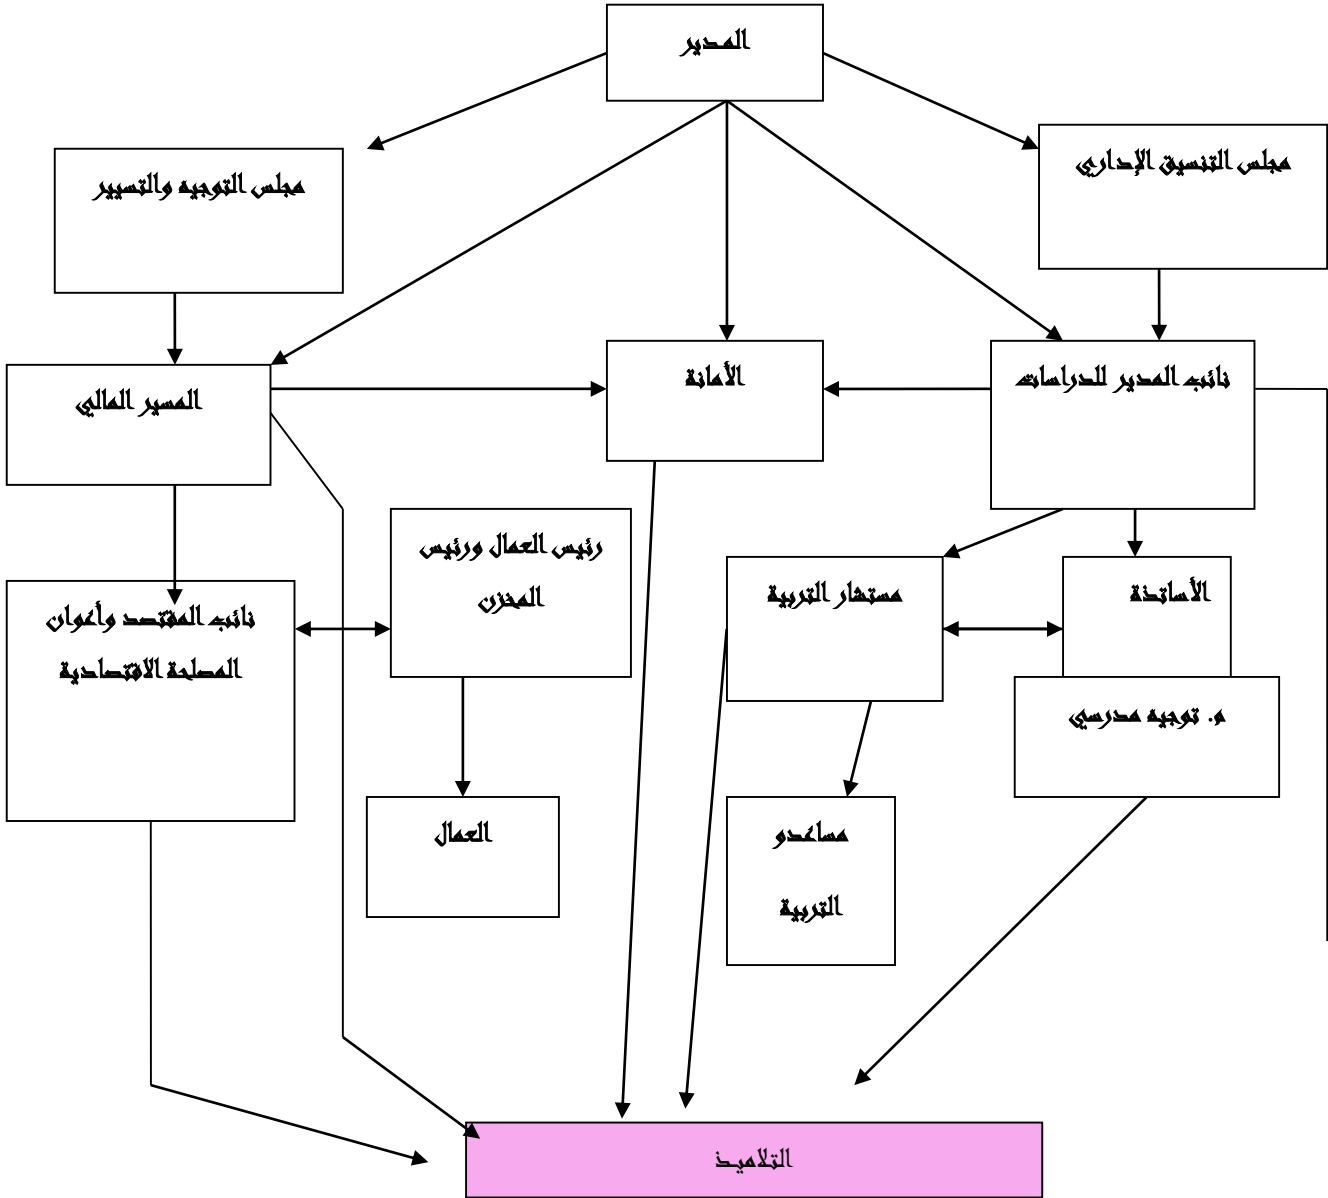 المدير
مجلس التنسيق الإداري
مجلس التوجيه والتسيير
نائب المدير للدراسات
الأمانة
المسير المالي
رئيس العمال ورئيس
المخزن
الأساتذة
مستشار التربية
نائب المقتصد وأعوان
المصلحة الاقتصادية
م. توجيه مدرسي
مساعدو
التربية
العمال
التلاميذ